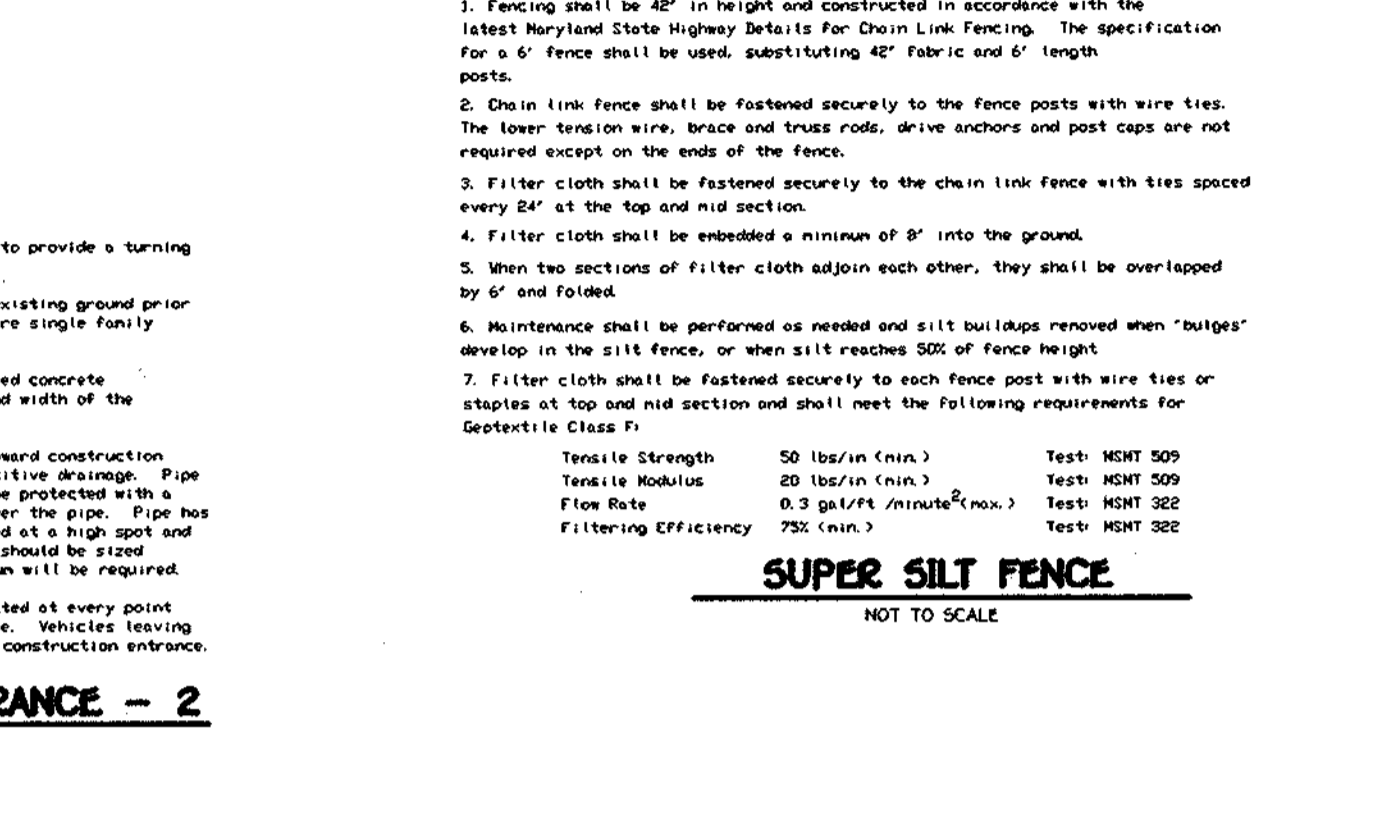 1. Fencing shall be 42" in height and constructed in accordance with the
latest Maryland State Highway Details for Chain Link Fencing. The specification
for a 6' fence shall be used, substituting 42" fabric and 6' length
posts.
2. Chain link fence shall be fastened securely to the fence posts with wire ties.
The lower tension wire, brace and truss rods, drive anchors and post caps are not
required except on the ends of the fence.
3. Filter cloth shall be fastened securely to the chain link fence with ties spaced
every 24" at the top and mid section.
4. Filter cloth shall be embedded a minimum of 8" into the ground.
5. When two sections of filter cloth adjoin each other, they shall be overlapped
by 6" and folded.
6. Maintenance shall be performed as needed and silt buildups removed when "bulges"
develop in the silt fence, or when silt reaches 50% of fence height
7. Filter cloth shall be fastened securely to each fence post with wire ties or
staples at top and mid section and shall meet the following requirements for
Geotextile Class F:
Tensile Strength 50 lbs/in (min.) Test: MSMT 509
Tensile Modulus 20 lbs/in (min.) Test: MSMT 509
Flow Rate 0.3 gal/ft /minute²(max.) Test: MSMT 322
Filtering Efficiency 75% (min.) Test: MSMT 322
SUPER SILT FENCE
NOT TO SCALE
to provide a turning
xisting ground prior
re single family
ed concrete
d width of the
ward construction
itive drainage. Pipe
e protected with a
er the pipe. Pipe has
d at a high spot and
should be sized
m will be required.
ted at every point
e. Vehicles leaving
construction entrance.
RANCE - 2